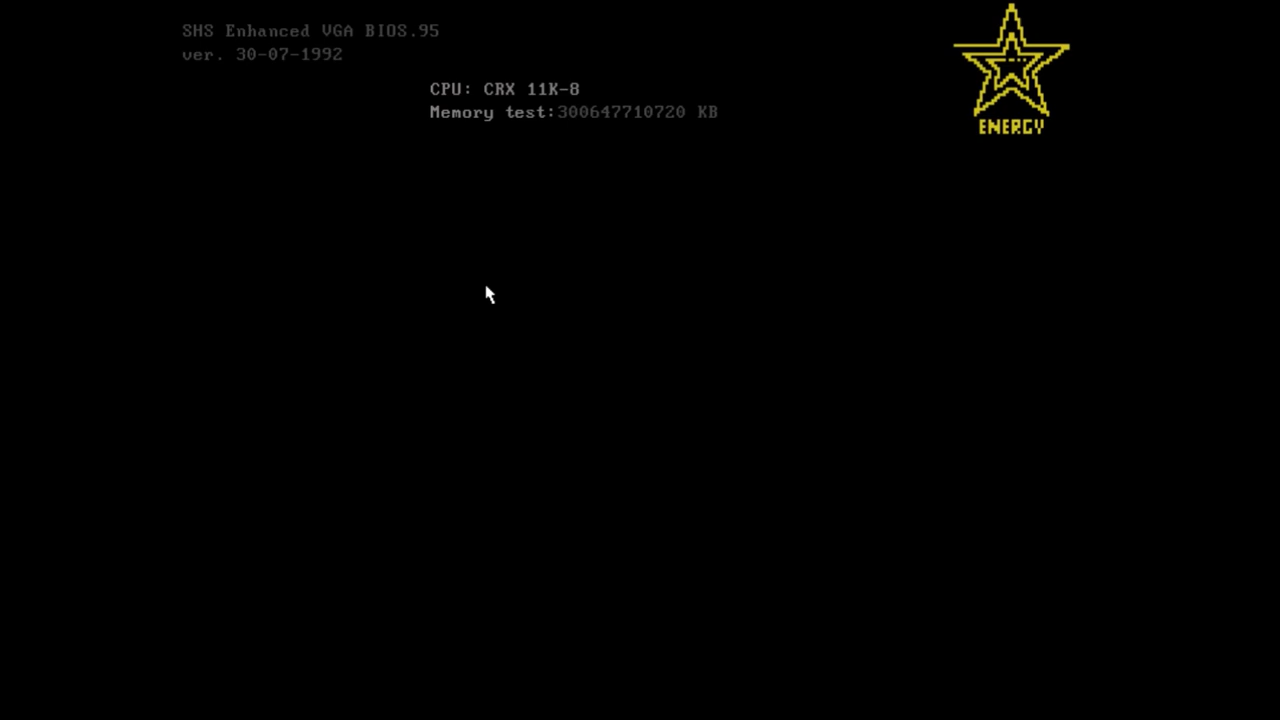 SHS Enhanced VGA BIOS.95
ver. 30-07-1992
CPU: CRX 11K-8
Memory test:300647710720 KB
ENERGY